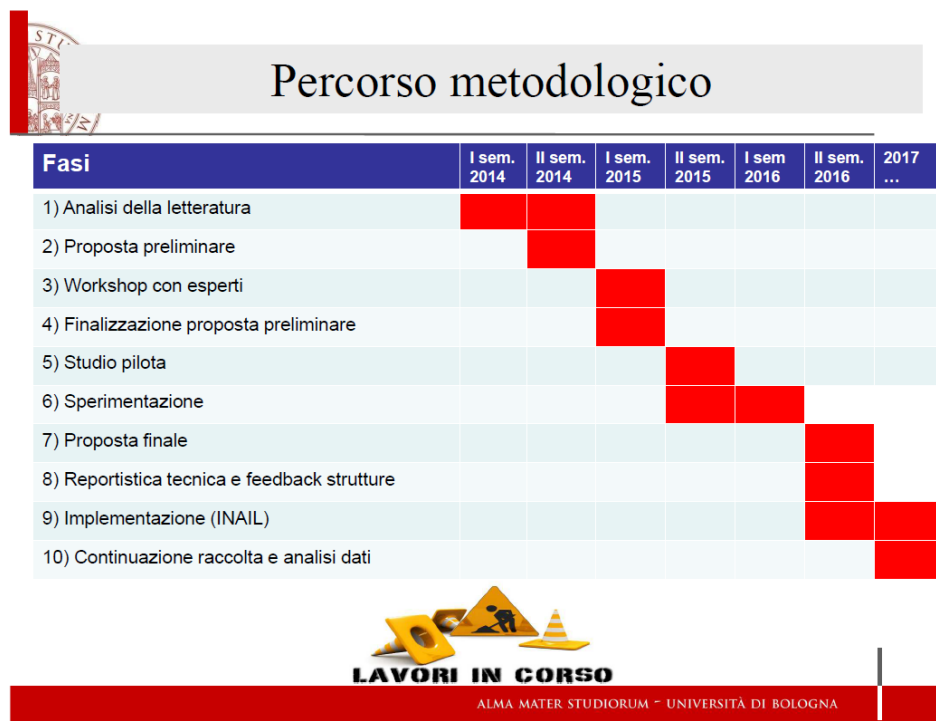 STU
Percorso metodologico
Fasi
I sem. 2014
II sem. 2014
I sem. 2015
II sem. 2015
I sem 2016
II sem. 2016
2017 ...
1) Analisi della letteratura
2) Proposta preliminare
3) Workshop con esperti
4) Finalizzazione proposta preliminare
5) Studio pilota
6) Sperimentazione
7) Proposta finale
8) Reportistica tecnica e feedback strutture
9) Implementazione (INAIL)
10) Continuazione raccolta e analisi dati
LAVORI IN CORSO
ALMA MATER STUDIORUM ~ UNIVERSITÀ DI BOLOGNA